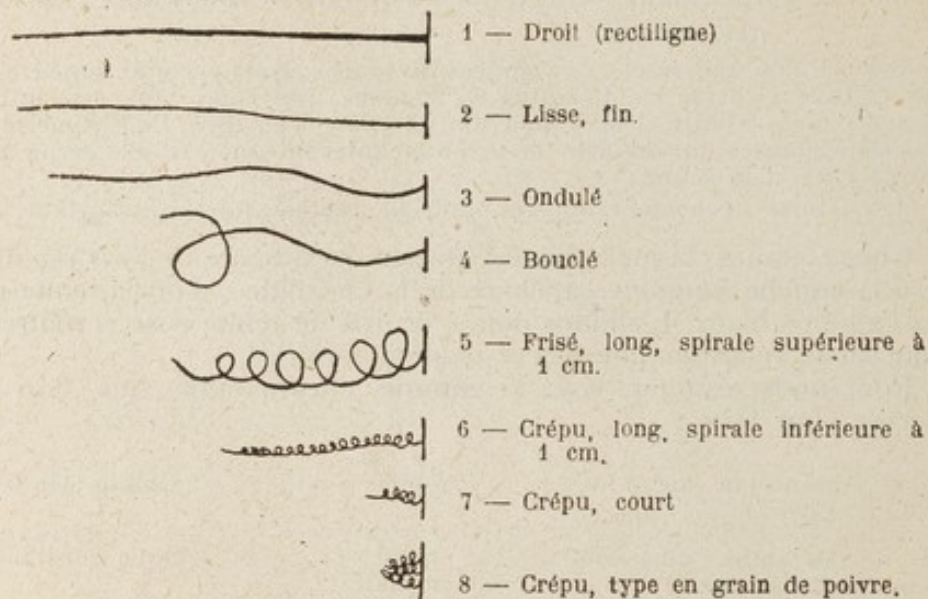 1 — Droit (rectiligne)
2 — Lisse, fin.
3 — Ondulé
4 — Bouclé
5 — Frisé, long, spirale supérieure à
1 cm.
6 — Crépu, long, spirale inférieure à
1 cm.
7 — Crépu, court
8 — Crépu, type en grain de poivre.